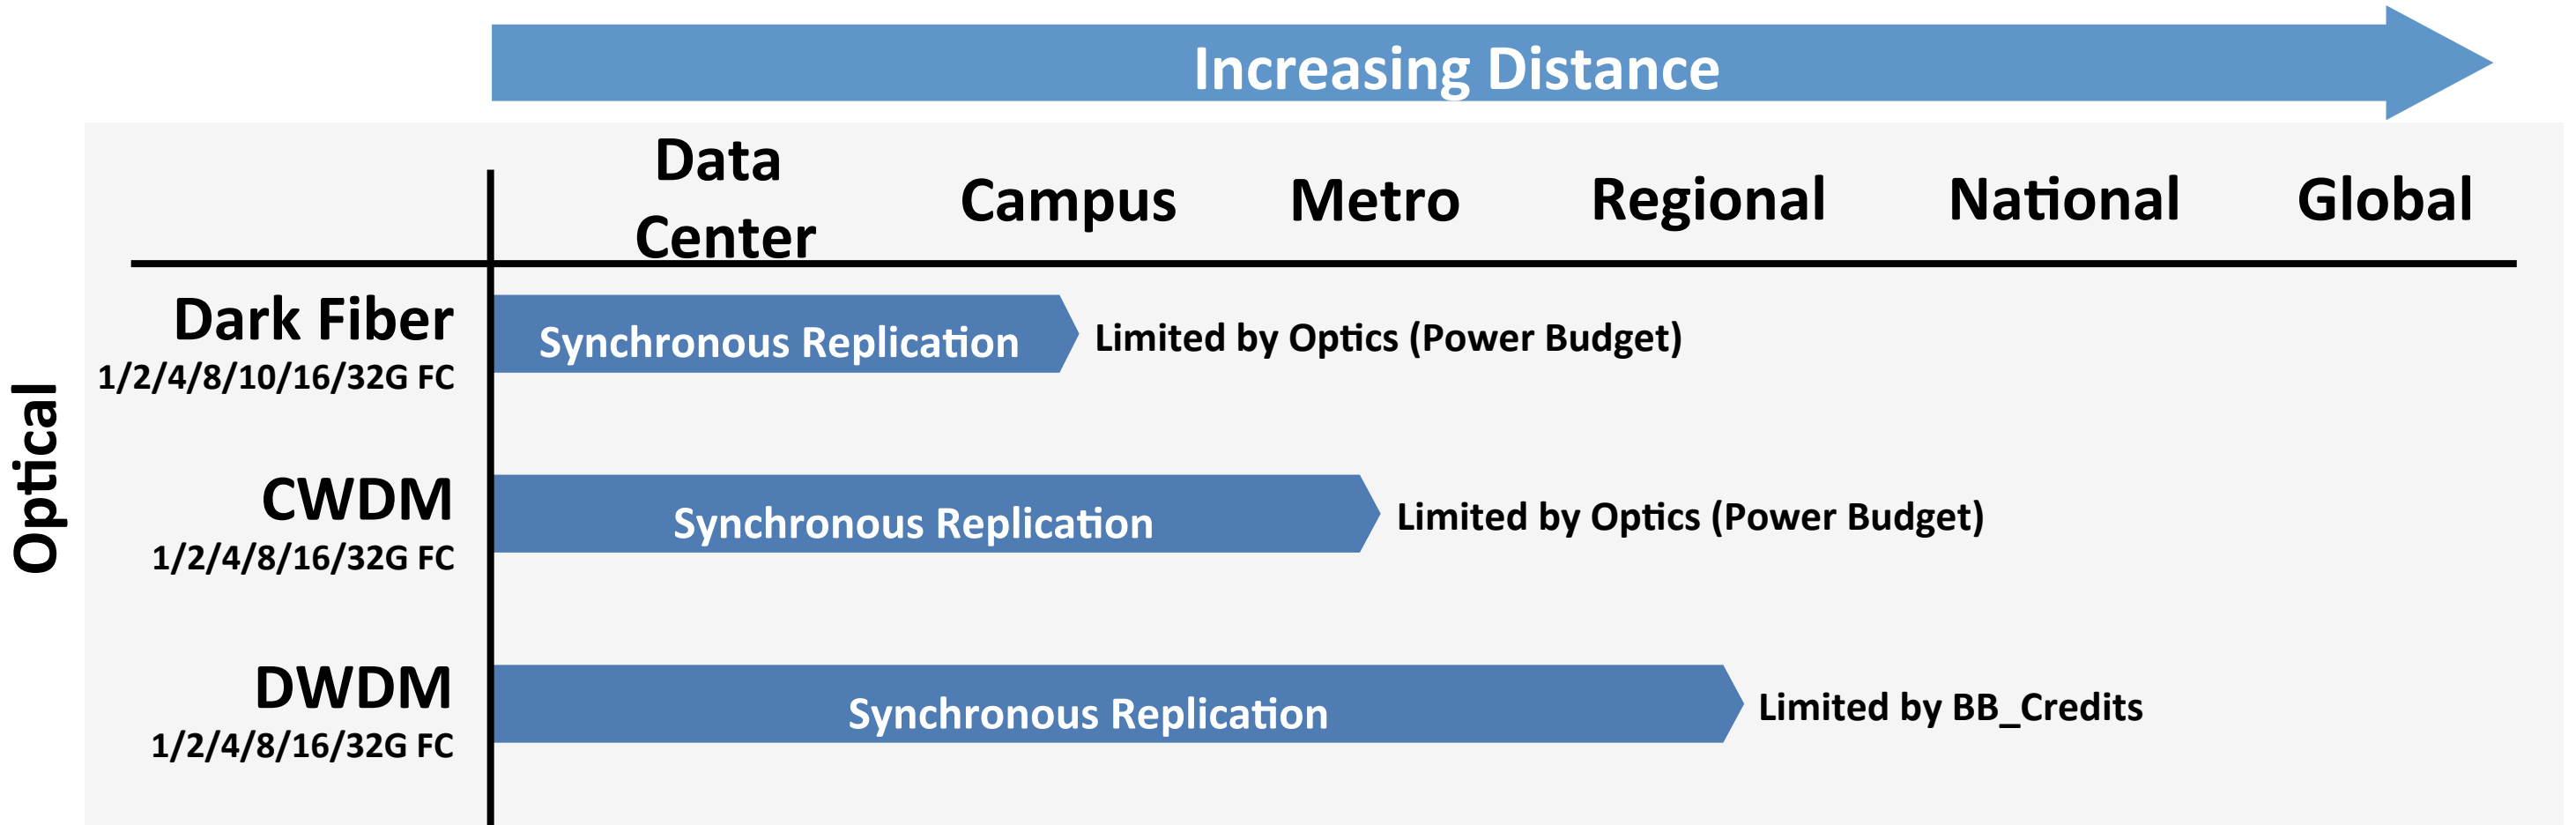 Increasing Distance
Data
Center
Campus
Metro
Regional
National
Global
Optical
Dark Fiber
1/2/4/8/10/16/32G FC
Synchronous Replication
Limited by Optics (Power Budget)
CWDM
1/2/4/8/16/32G FC
Synchronous Replication
Limited by Optics (Power Budget)
DWDM
1/2/4/8/16/32G FC
Synchronous Replication
Limited by BB_Credits